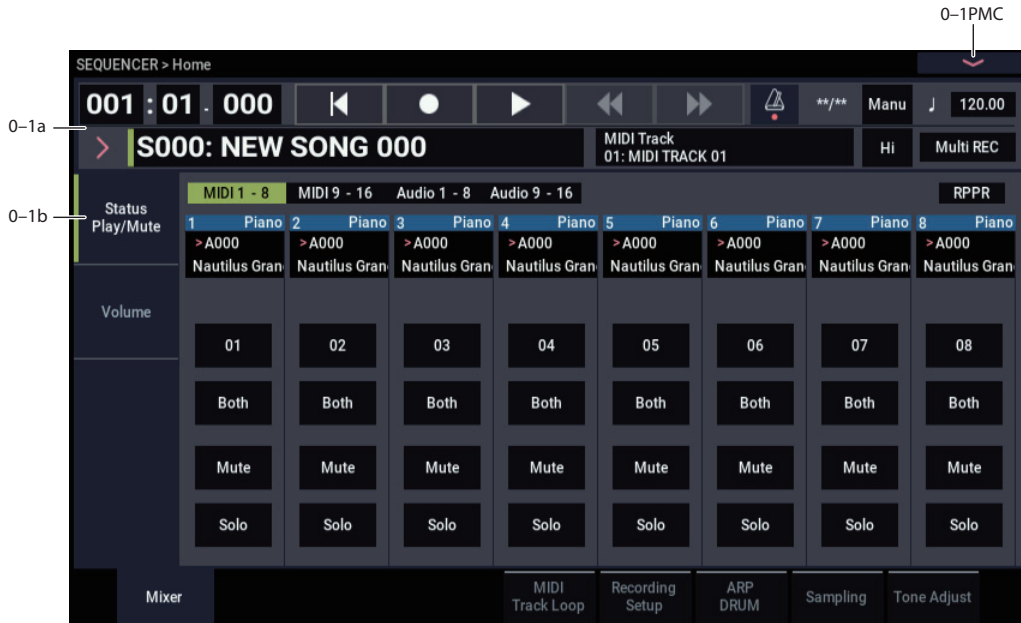 0–1PMC
SEQUENCER > Home
001 : 01 . 000 **/** Manu ♩ 120.00
0–1a
S000: NEW SONG 000
MIDI Track
01: MIDI TRACK 01
Hi Multi REC
0–1b
Status
Play/Mute
MIDI 1 - 8 MIDI 9 - 16 Audio 1 - 8 Audio 9 - 16 RPPR
1 Piano 2 Piano 3 Piano 4 Piano 5 Piano 6 Piano 7 Piano 8 Piano
>A000 >A000 >A000 >A000 >A000 >A000 >A000 >A000
Nautilus Gran Nautilus Gran Nautilus Gran Nautilus Gran Nautilus Gran Nautilus Gran Nautilus Gran Nautilus Gran
Volume
01 02 03 04 05 06 07 08
Both Both Both Both Both Both Both Both
Mute Mute Mute Mute Mute Mute Mute Mute
Solo Solo Solo Solo Solo Solo Solo Solo
Mixer
MIDI
Track Loop
Recording
Setup
ARP
DRUM
Sampling
Tone Adjust